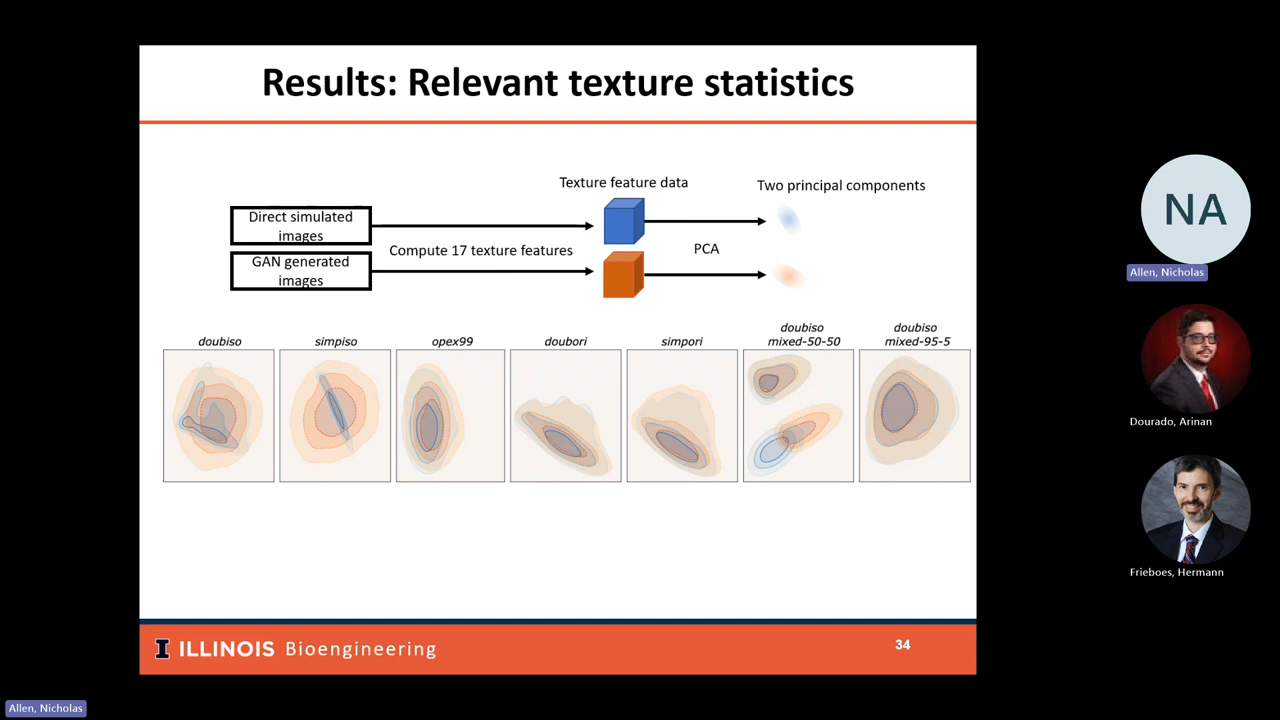 Results: Relevant texture statistics
Texture feature data
Two principal components
Direct simulated
images
Compute 17 texture features
PCA
GAN generated
images
doubiso
simpiso
opex99
doubori
simpori
doubiso
mixed-50-50
doubiso
mixed-95-5
I ILLINOIS Bioengineering
34
NA
Allen, Nicholas
Dourado, Arinan
Frieboes, Hermann
Allen, Nicholas